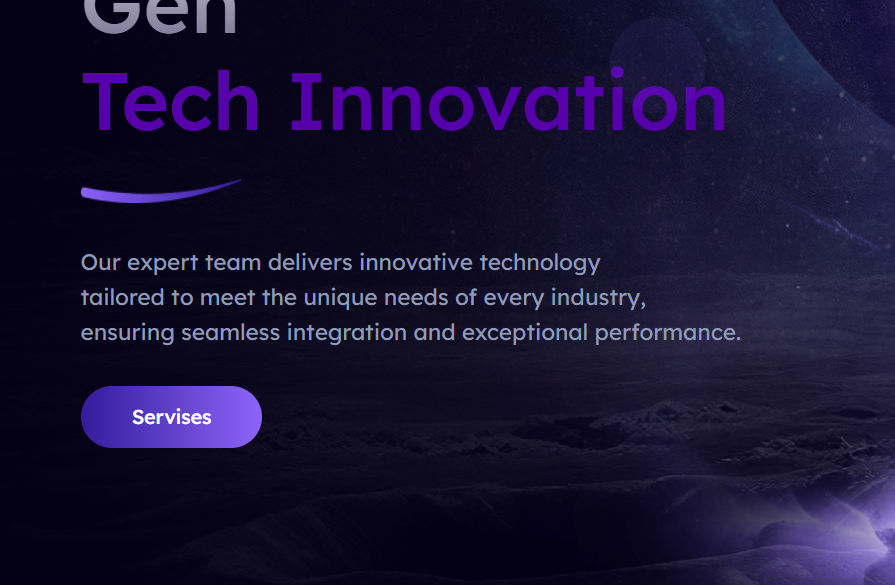 Gen
Tech Innovation
Our expert team delivers innovative technology
tailored to meet the unique needs of every industry,
ensuring seamless integration and exceptional performance.
Servises